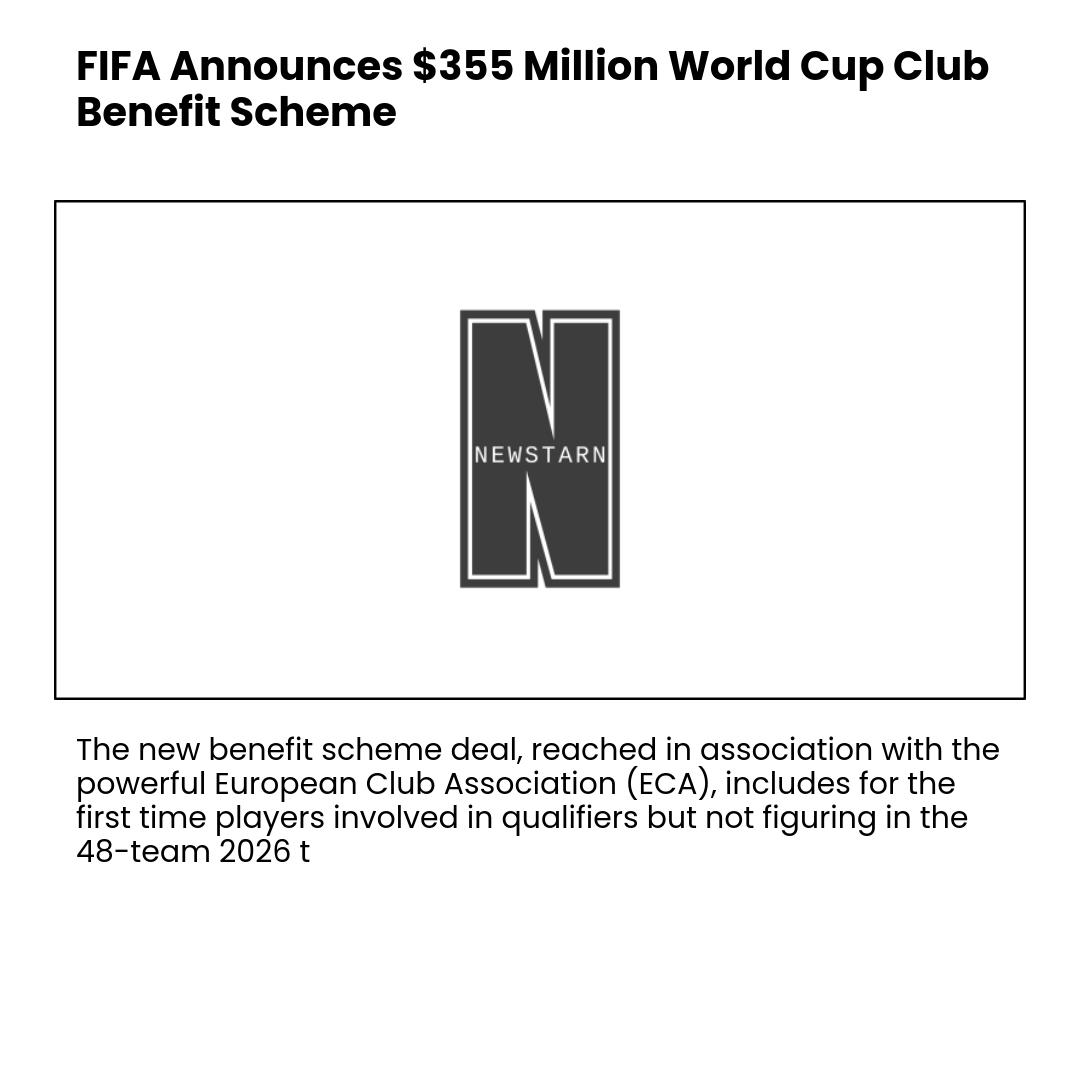 FIFA Announces $355 Million World Cup Club
Benefit Scheme
NEWSTARN
The new benefit scheme deal, reached in association with the
powerful European Club Association (ECA), includes for the
first time players involved in qualifiers but not figuring in the
48-team 2026 t